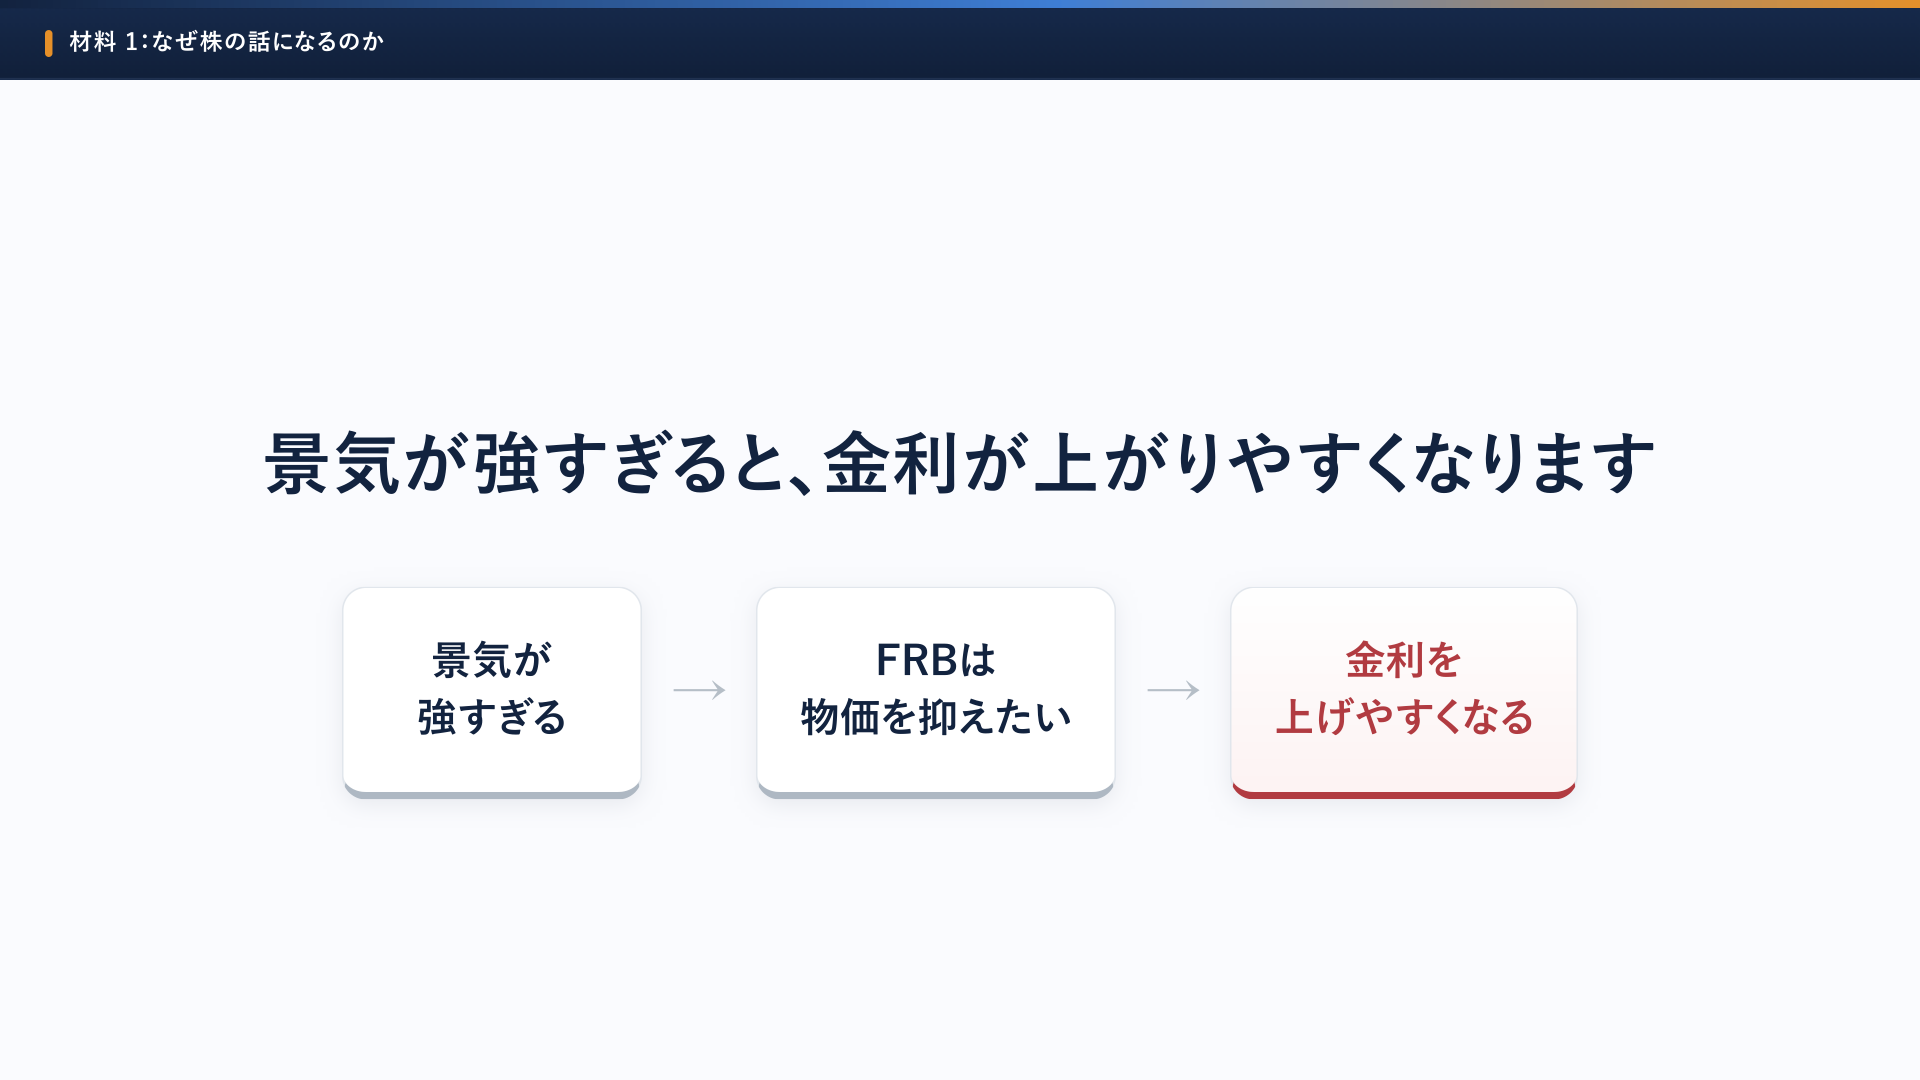 材料 1：なぜ株の話になるのか
景気が強すぎると、金利が上がりやすくなります
景気が
強すぎる
→
FRBは
物価を抑えたい
→
金利を
上げやすくなる